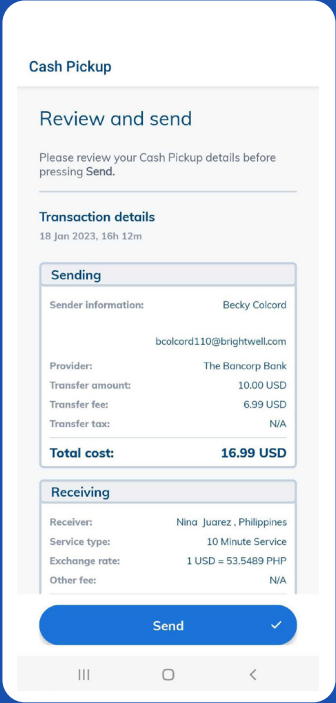 Cash Pickup
Review and send
Please review your Cash Pickup details before
pressing Send.
Transaction details
18 Jan 2023, 16h 12m
Sending
Sender information: Becky Colcord
bcolcord110@brightwell.com
Provider: The Bancorp Bank
Transfer amount: 10.00 USD
Transfer fee: 6.99 USD
Transfer tax: N/A
Total cost: 16.99 USD
Receiving
Receiver: Nina Juarez , Philippines
Service type: 10 Minute Service
Exchange rate: 1 USD = 53.5489 PHP
Other fee: N/A
Send